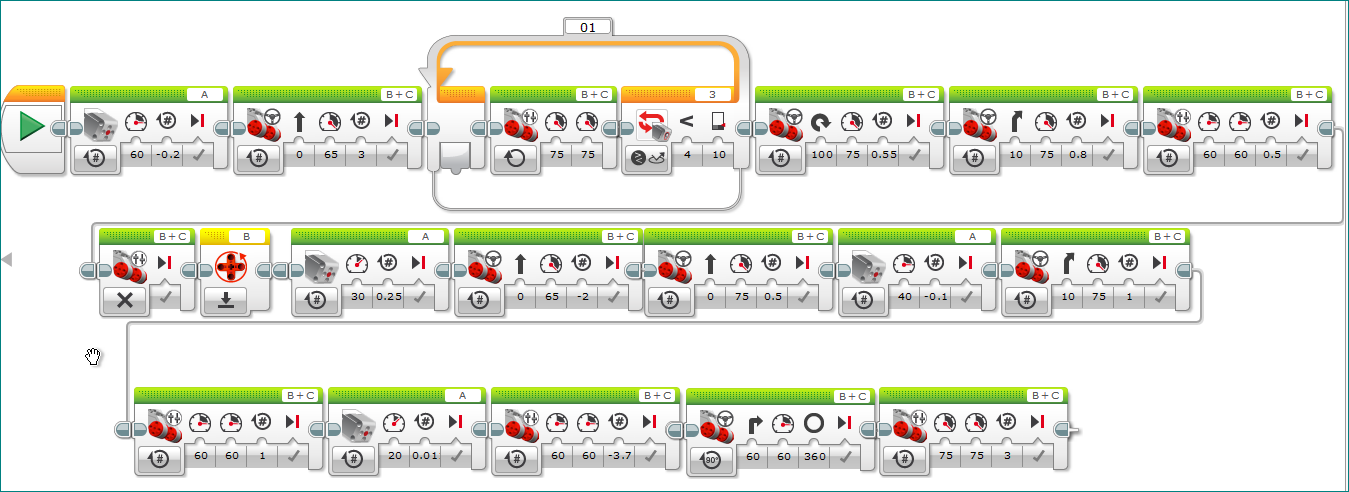 01
A B+C B+C 3 B+C B+C B+C
# 60 -0.2 # 0 65 3 75 75 < 4 10 # 100 75 0.55 # 10 75 0.8 # 60 60 0.5
B+C B A B+C B+C A B+C
# 30 0.25 # 0 65 -2 # 0 75 0.5 # 40 -0.1 # 10 75 1
B+C A B+C B+C B+C
# 60 60 1 # 20 0.01 # 60 60 -3.7 90° 60 60 360 # 75 75 3